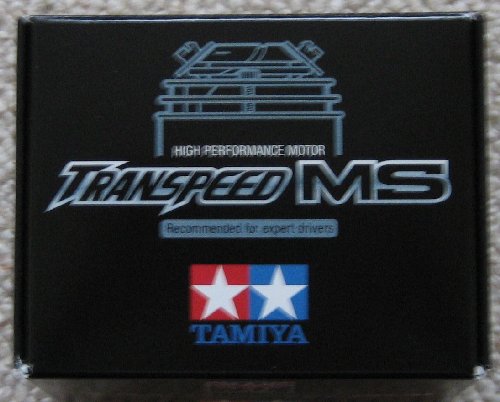 HIGH PERFORMANCE MOTOR
TRANSPEED MS
Recommended for expert drivers
TAMIYA